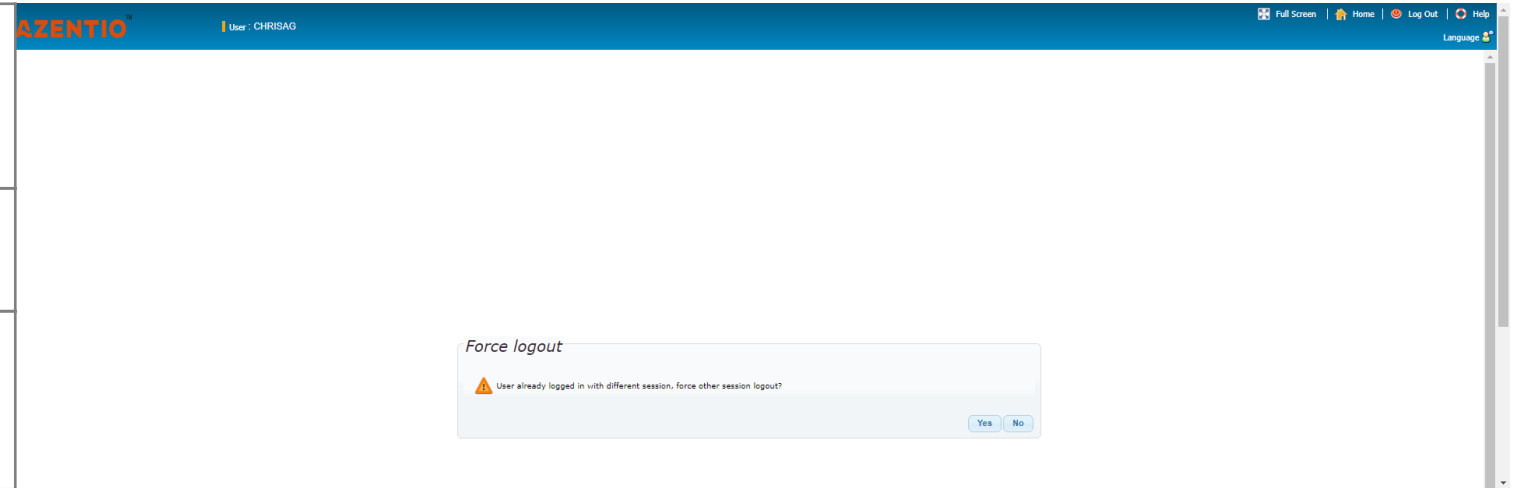 AZENTIO™
User : CHRISAG
Full Screen | Home | Log Out | Help
Language
Force logout
User already logged in with different session, force other session logout?
Yes No